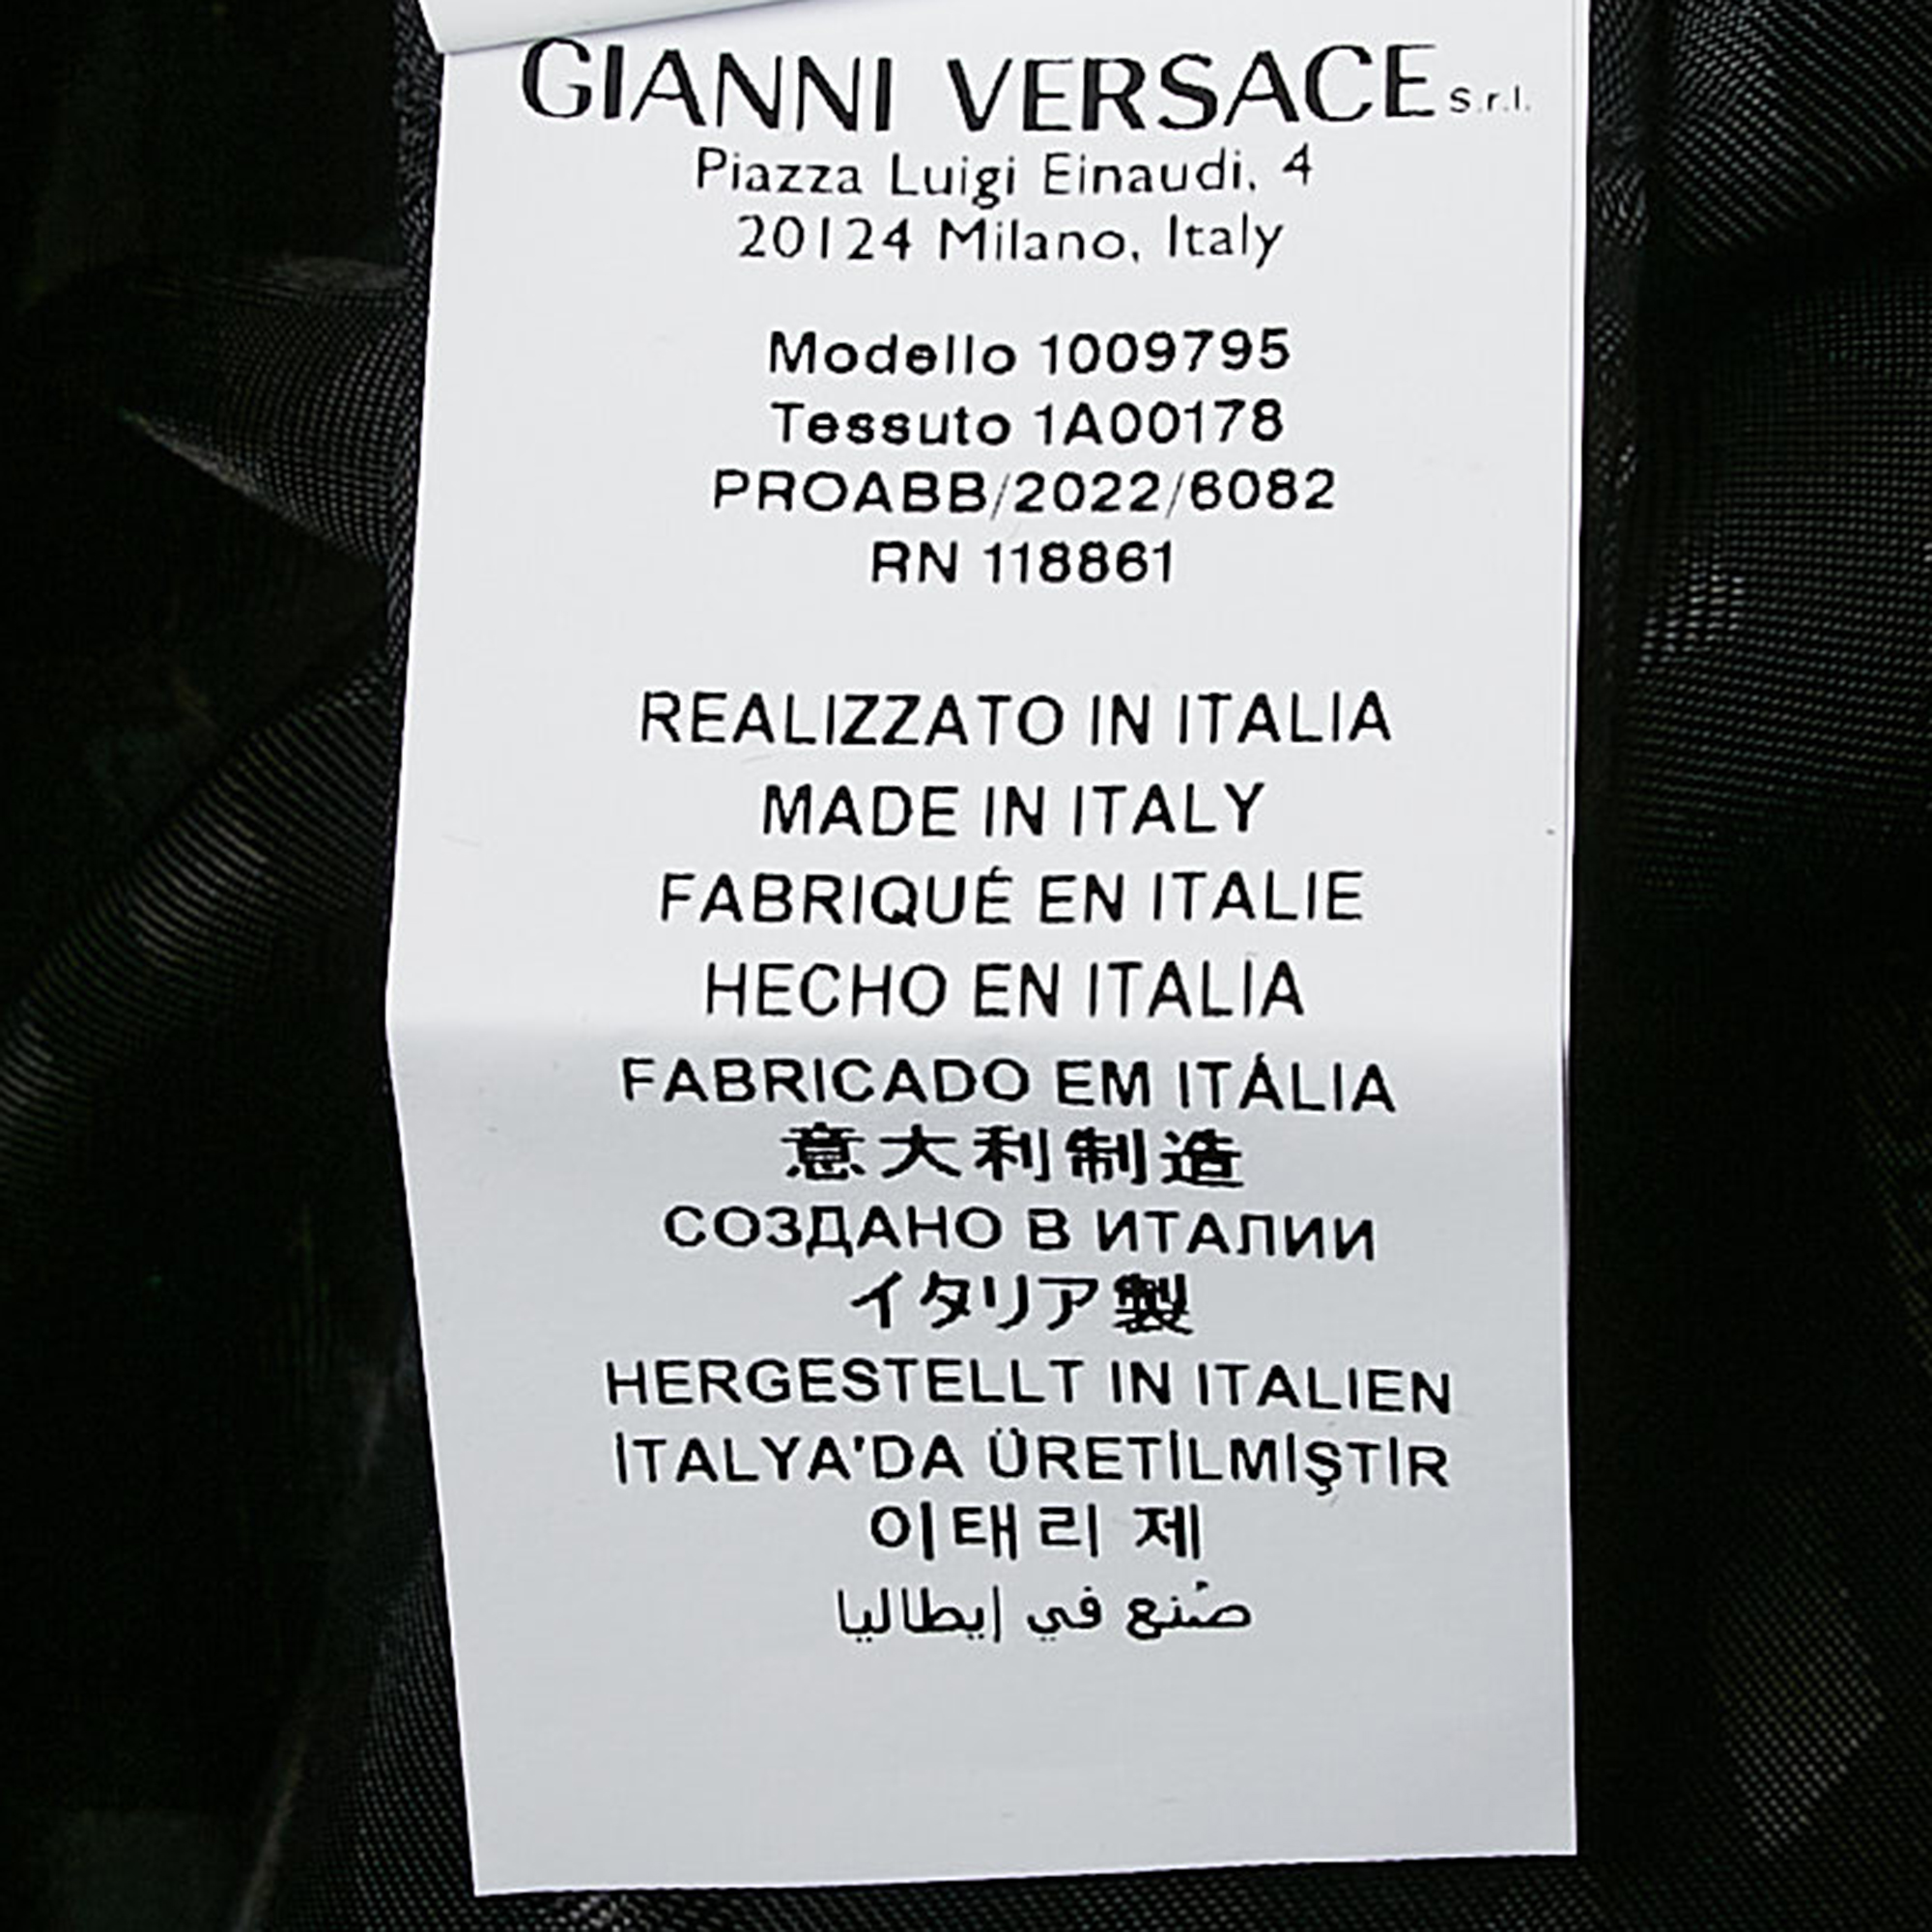 GIANNI VERSACE S.r.l.
Piazza Luigi Einaudi, 4
20124 Milano, Italy
Modello 1009795
Tessuto 1A00178
PROABB/2022/6082
RN 118861
REALIZZATO IN ITALIA
MADE IN ITALY
FABRIQUÉ EN ITALIE
HECHO EN ITALIA
FABRICADO EM ITÁLIA
意大利制造
СОЗДАНО В ИТАЛИИ
イタリア製
HERGESTELLT IN ITALIEN
İTALYA'DA ÜRETİLMİŞTİR
이태리 제
صُنع في إيطاليا